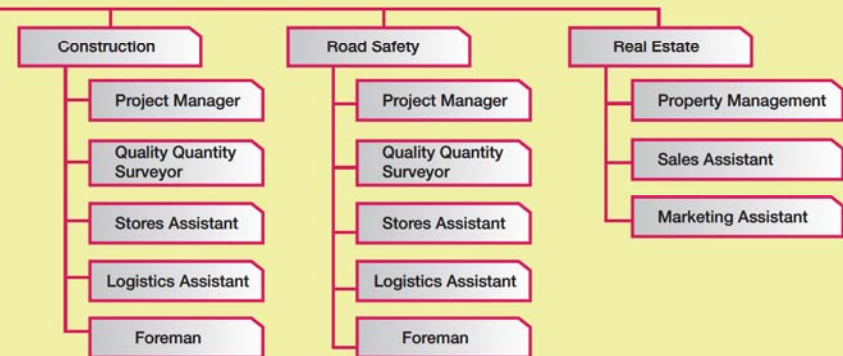 Construction
Project Manager
Quality Quantity
Surveyor
Stores Assistant
Logistics Assistant
Foreman
Road Safety
Project Manager
Quality Quantity
Surveyor
Stores Assistant
Logistics Assistant
Foreman
Real Estate
Property Management
Sales Assistant
Marketing Assistant